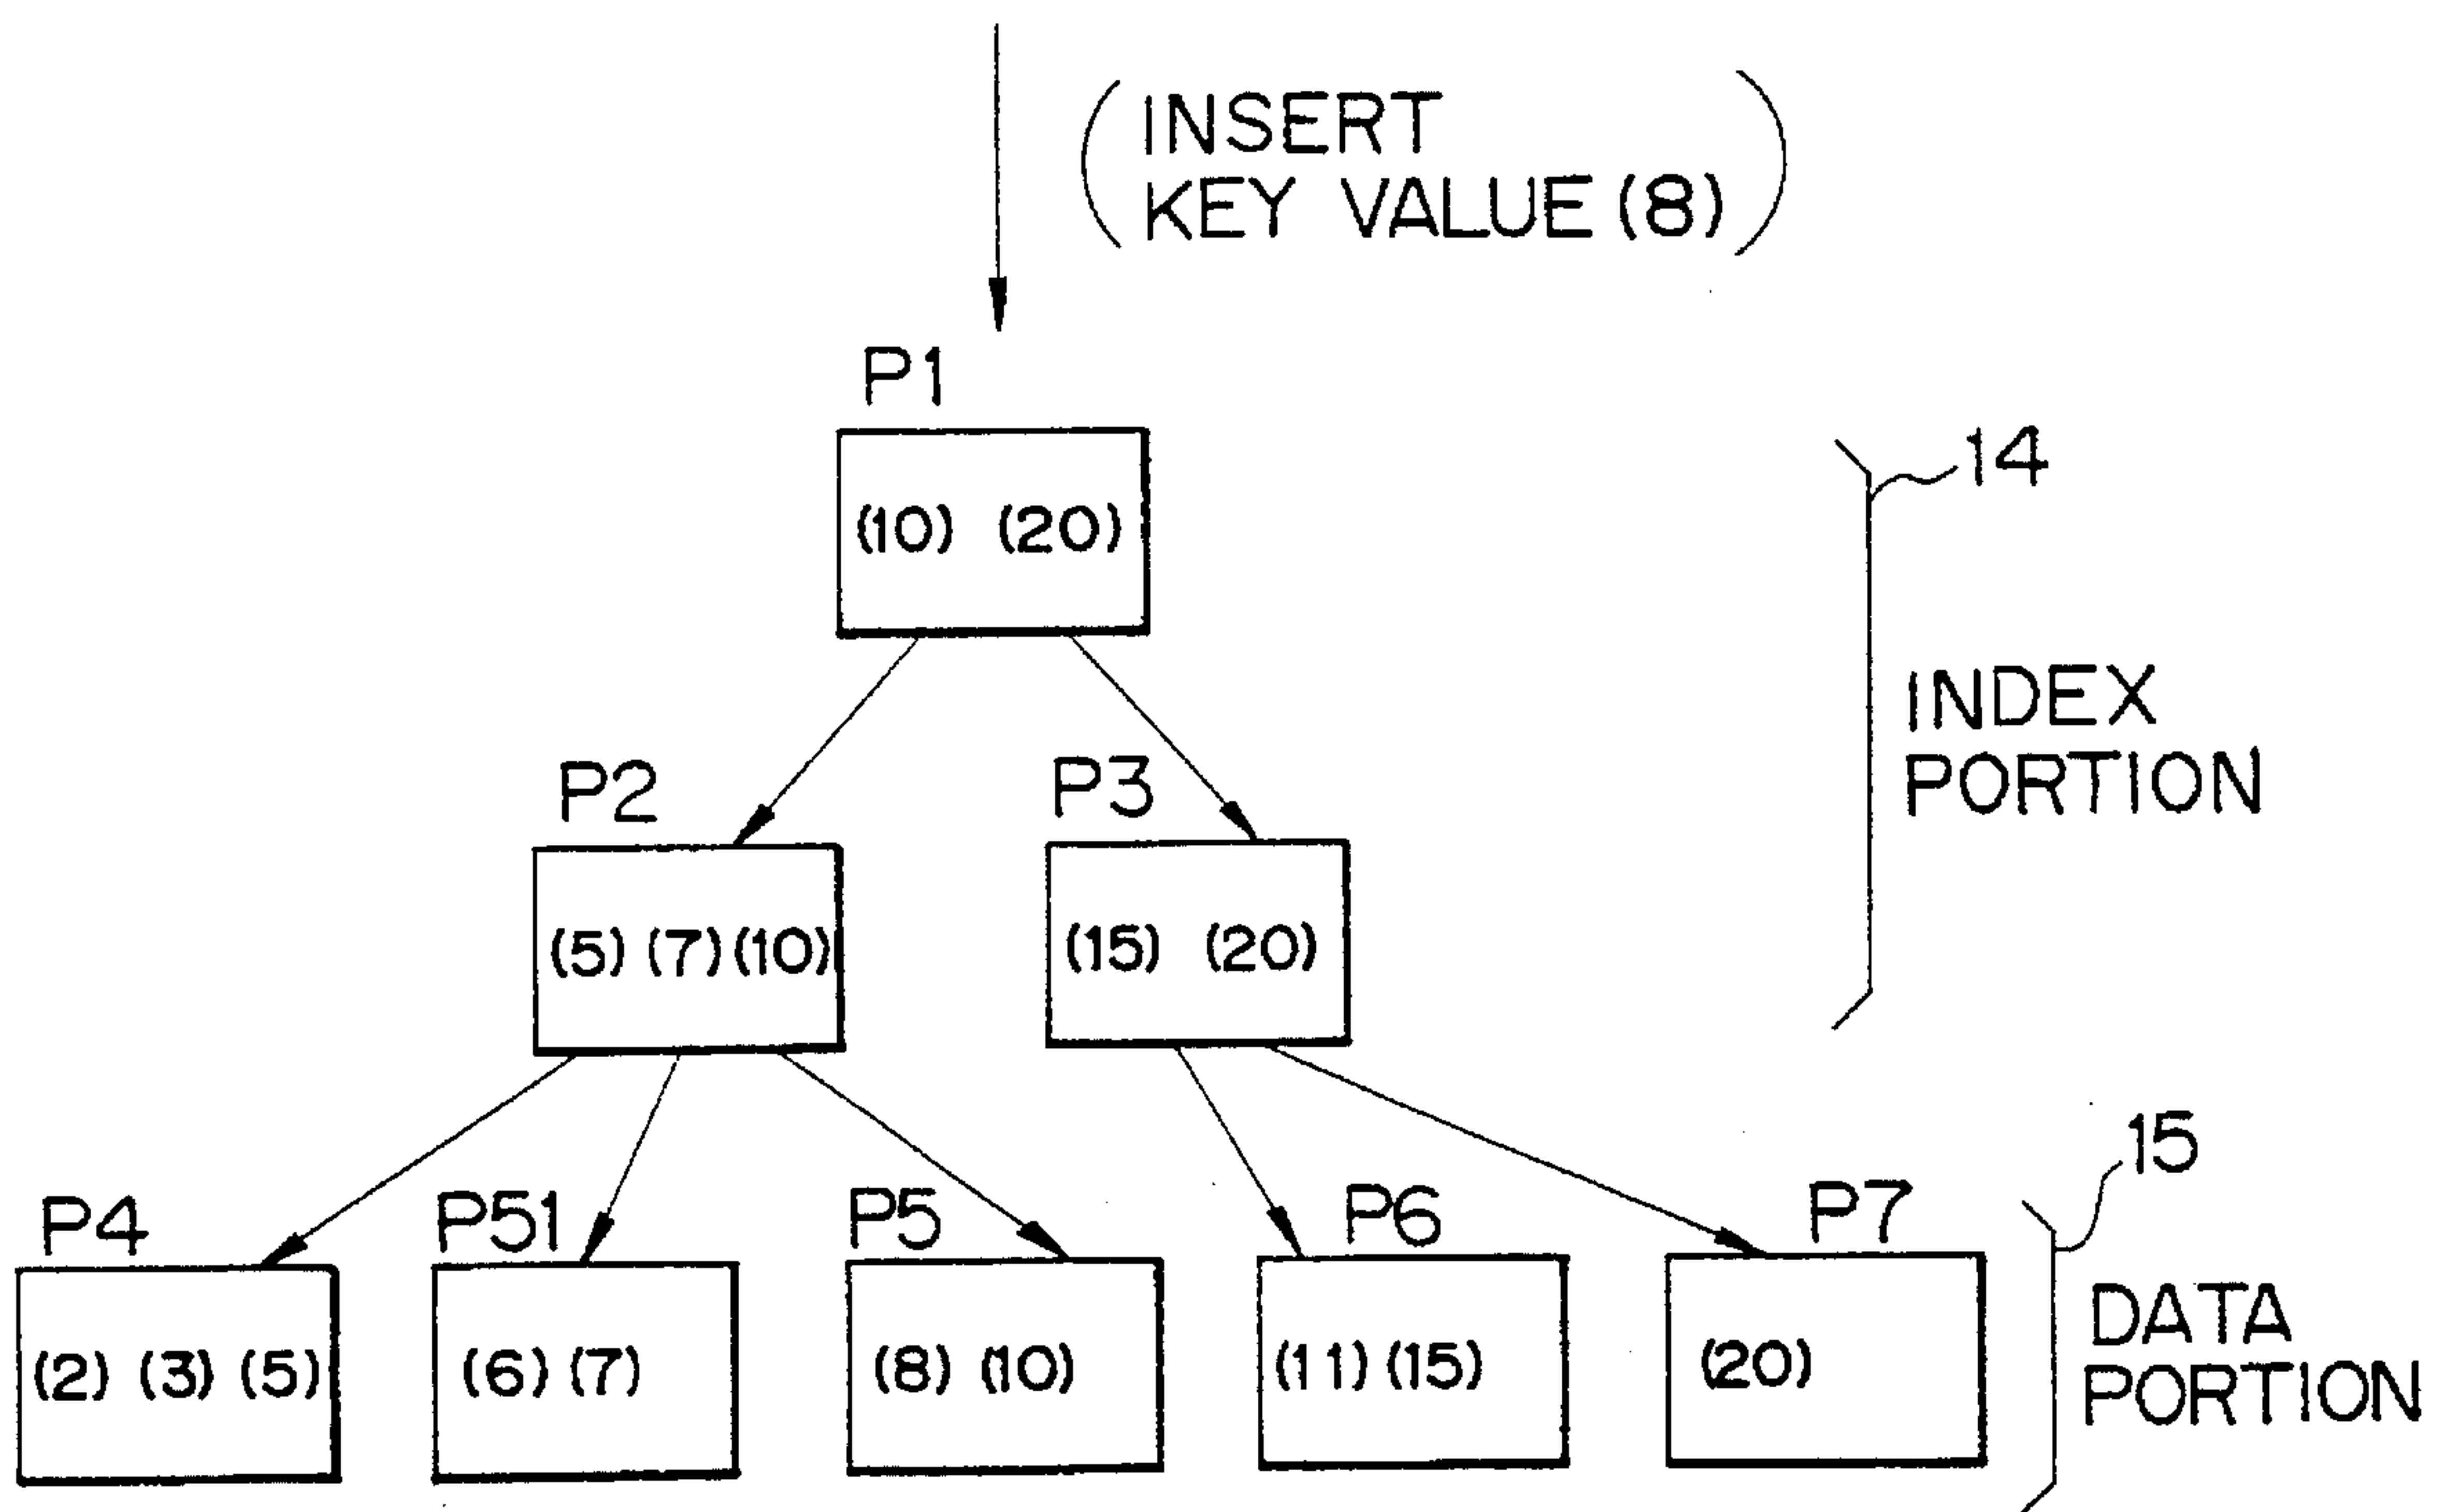 INSERT
KEY VALUE (8)
P1
14
(10) (20)
INDEX
PORTION
P2
P3
(5) (7) (10)
(15) (20)
15
P4
P51
P5
P6
P7
DATA
PORTION
(2) (3) (5)
(6) (7)
(8) (10)
(11) (15)
(20)